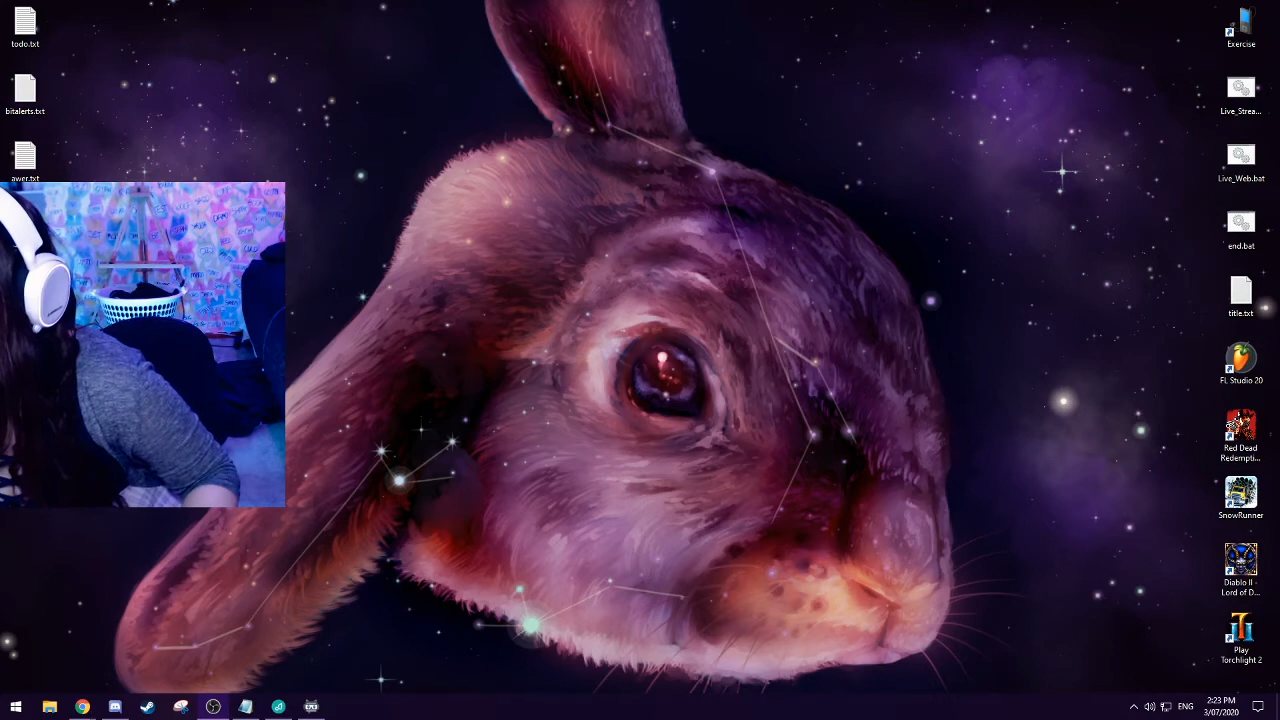 todo.txt
bitalerts.txt
awer.txt
Exercise
Live_Strea...
Live_Web.bat
end.bat
title.txt
FL Studio 20
Red Dead
Redempti...
SnowRunner
Diablo II -
Lord of D...
Play
Torchlight 2
ENG
2:23 PM
3/07/2020